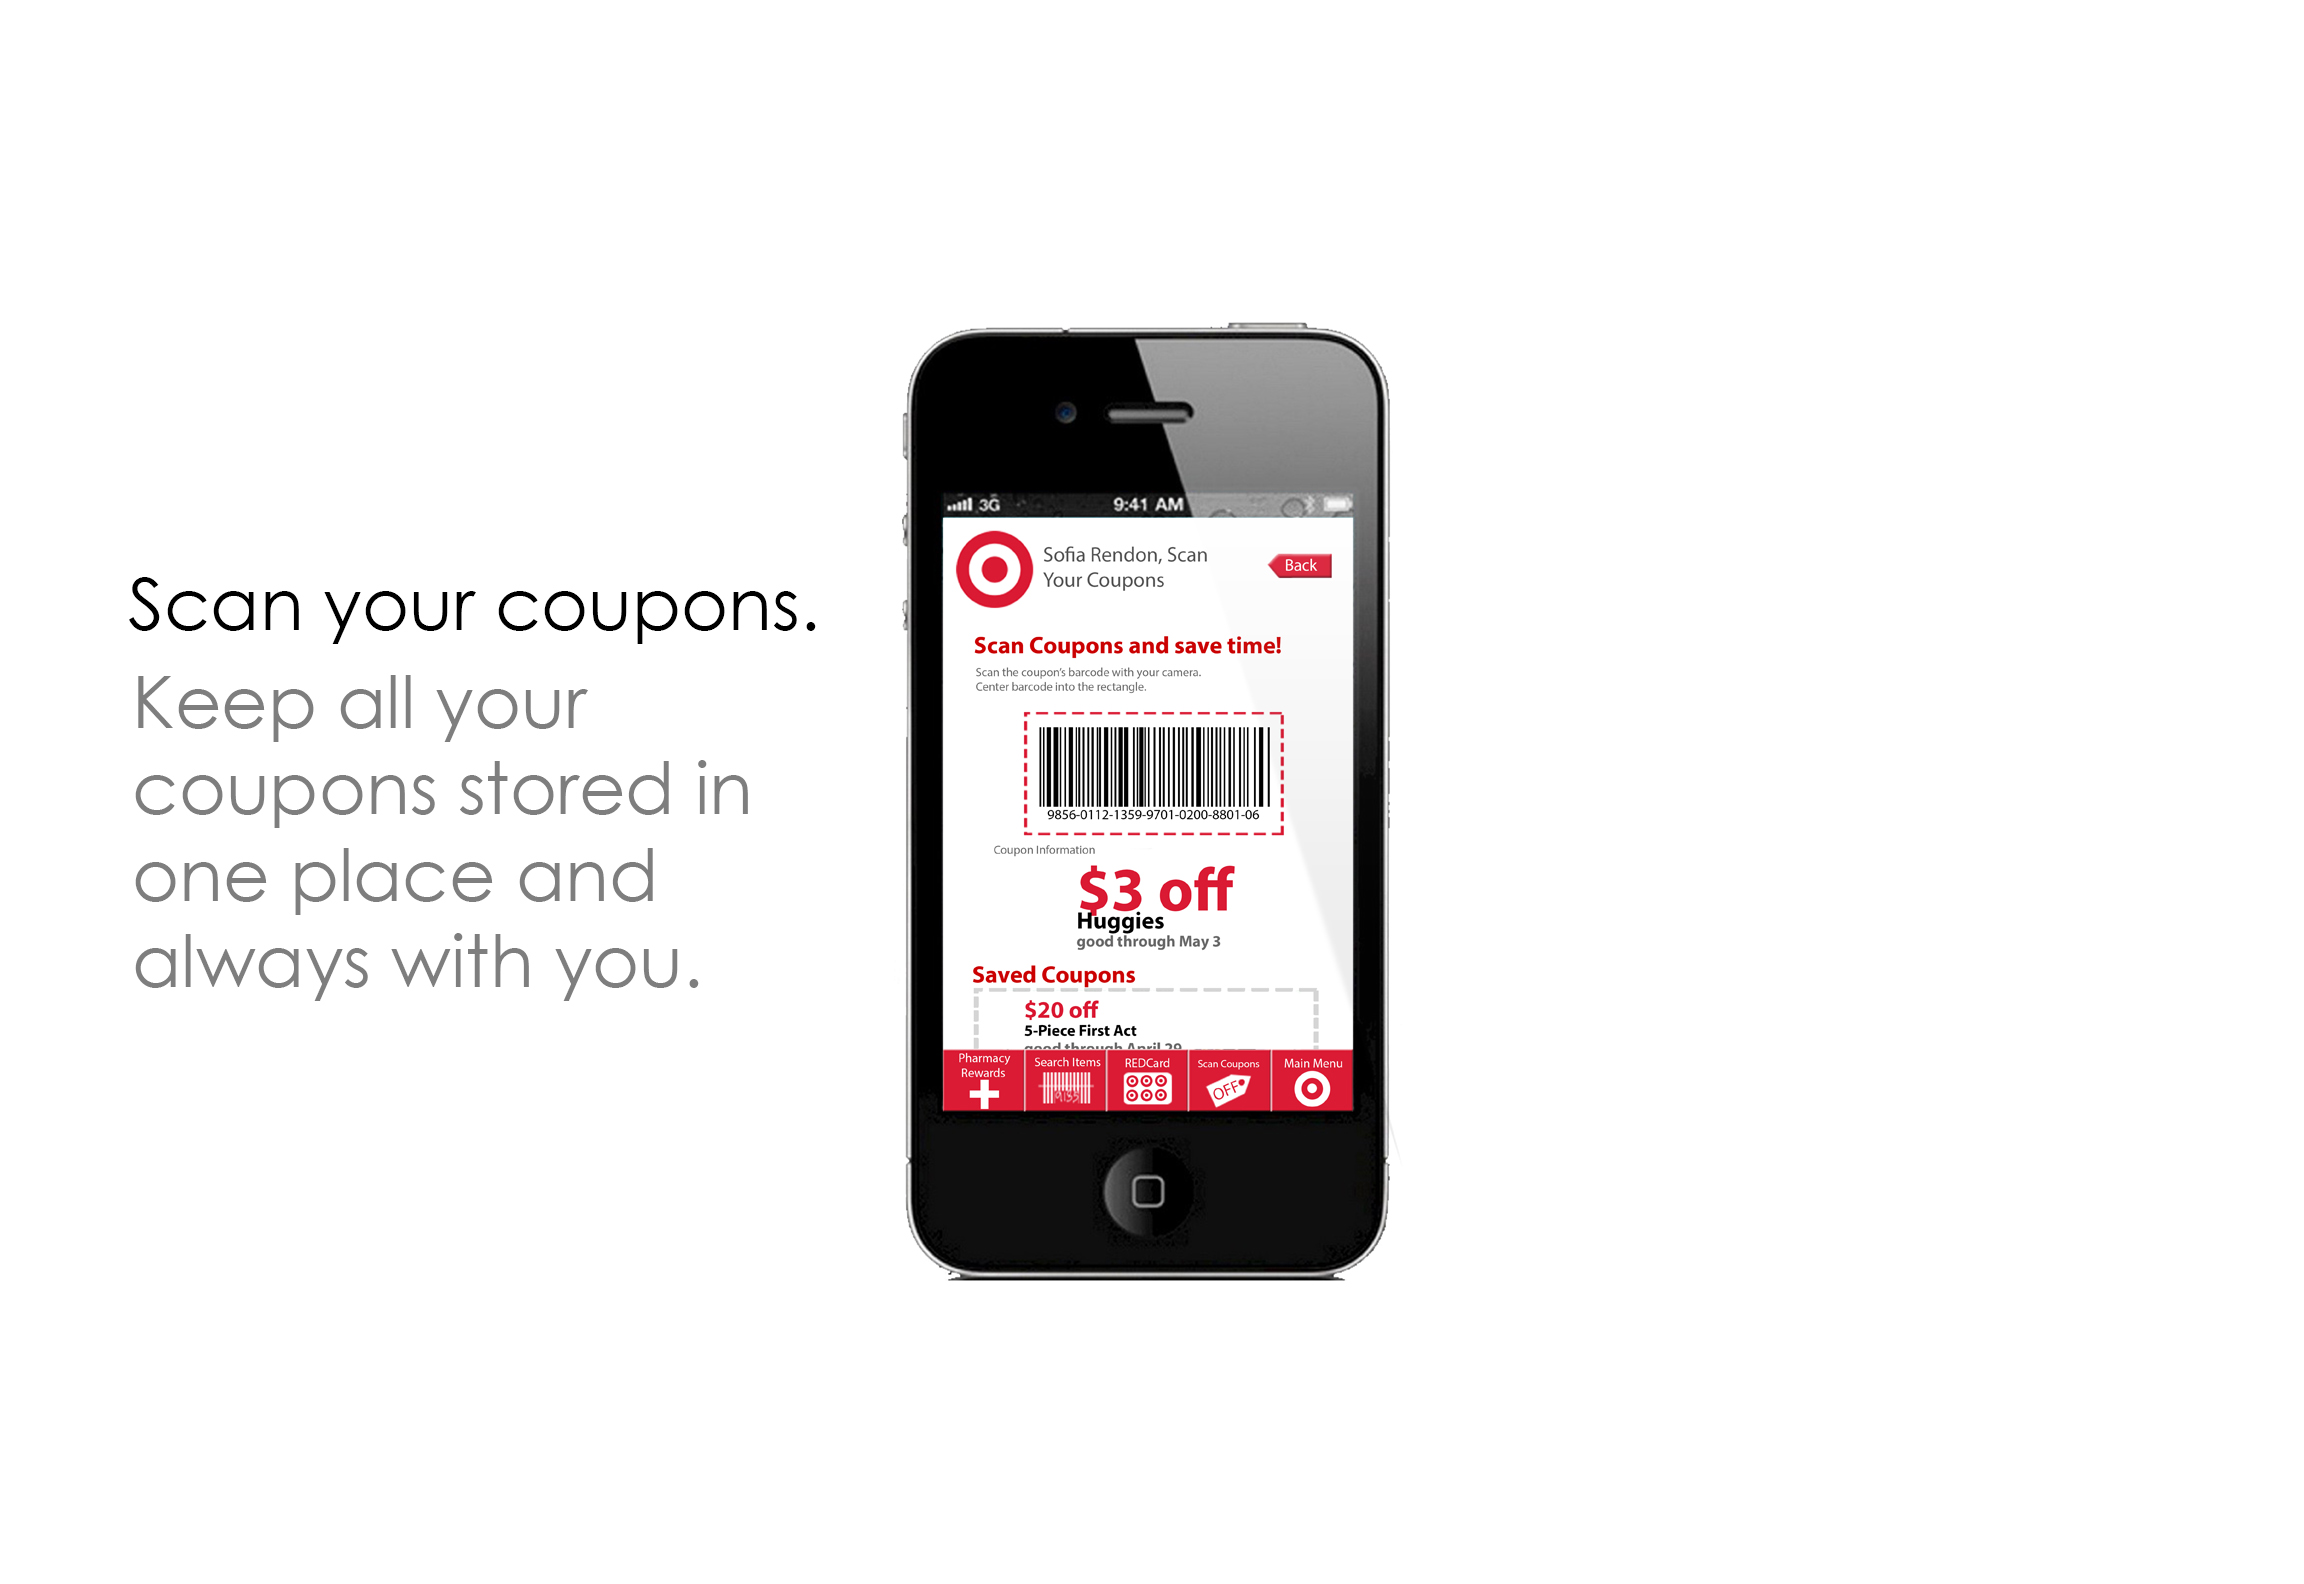 Scan your coupons.
Keep all your
coupons stored in
one place and
always with you.
3G 9:41 AM
Sofia Rendon, Scan
Your Coupons
Back
Scan Coupons and save time!
Scan the coupon's barcode with your camera.
Center barcode into the rectangle.
9856-0112-1359-9701-0200-8801-06
Coupon Information
$3 off
Huggies
good through May 3
Saved Coupons
$20 off
5-Piece First Act
good through April 29
Pharmacy
Rewards
Search Items
REDCard
Scan Coupons
OFF
Main Menu